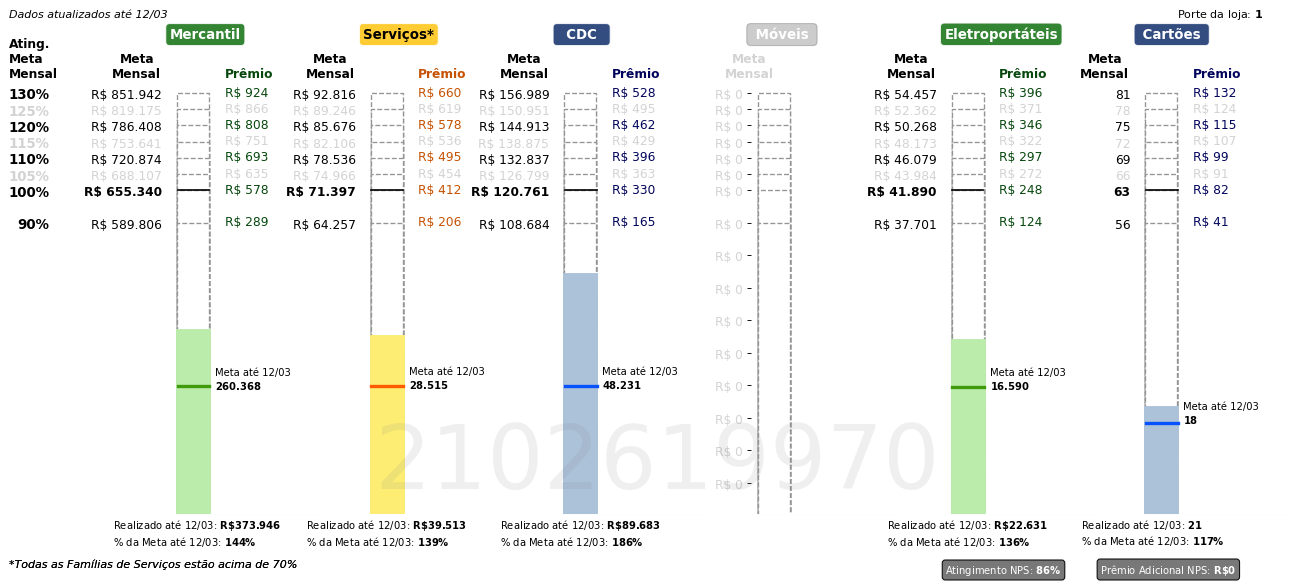 Dados atualizados até 12/03
Porte da loja: 1
Mercantil Serviços* CDC Móveis Eletroportáteis Cartões
Ating.
Meta
Mensal
Meta
Mensal Prêmio Meta
Mensal Prêmio Meta
Mensal Prêmio Meta
Mensal Meta
Mensal Prêmio Meta
Mensal Prêmio
130% R$ 851.942 R$ 924 R$ 92.816 R$ 660 R$ 156.989 R$ 528 R$ 0 R$ 54.457 R$ 396 81 R$ 132
125% R$ 819.175 R$ 866 R$ 89.246 R$ 619 R$ 150.951 R$ 495 R$ 0 R$ 52.362 R$ 371 78 R$ 124
120% R$ 786.408 R$ 808 R$ 85.676 R$ 578 R$ 144.913 R$ 462 R$ 0 R$ 50.268 R$ 346 75 R$ 115
115% R$ 753.641 R$ 751 R$ 82.106 R$ 536 R$ 138.875 R$ 429 R$ 0 R$ 48.173 R$ 322 72 R$ 107
110% R$ 720.874 R$ 693 R$ 78.536 R$ 495 R$ 132.837 R$ 396 R$ 0 R$ 46.079 R$ 297 69 R$ 99
105% R$ 688.107 R$ 635 R$ 74.966 R$ 454 R$ 126.799 R$ 363 R$ 0 R$ 43.984 R$ 272 66 R$ 91
100% R$ 655.340 R$ 578 R$ 71.397 R$ 412 R$ 120.761 R$ 330 R$ 0 R$ 41.890 R$ 248 63 R$ 82
90% R$ 589.806 R$ 289 R$ 64.257 R$ 206 R$ 108.684 R$ 165 R$ 0 R$ 37.701 R$ 124 56 R$ 41
R$ 0
R$ 0
R$ 0
R$ 0
R$ 0
R$ 0
R$ 0
R$ 0
Meta até 12/03
260.368
Meta até 12/03
28.515
Meta até 12/03
48.231
Meta até 12/03
16.590
Meta até 12/03
18
2102619970
Realizado até 12/03: R$373.946
% da Meta até 12/03: 144%
Realizado até 12/03: R$39.513
% da Meta até 12/03: 139%
Realizado até 12/03: R$89.683
% da Meta até 12/03: 186%
Realizado até 12/03: R$22.631
% da Meta até 12/03: 136%
Realizado até 12/03: 21
% da Meta até 12/03: 117%
*Todas as Famílias de Serviços estão acima de 70%
Atingimento NPS: 86%
Prêmio Adicional NPS: R$0